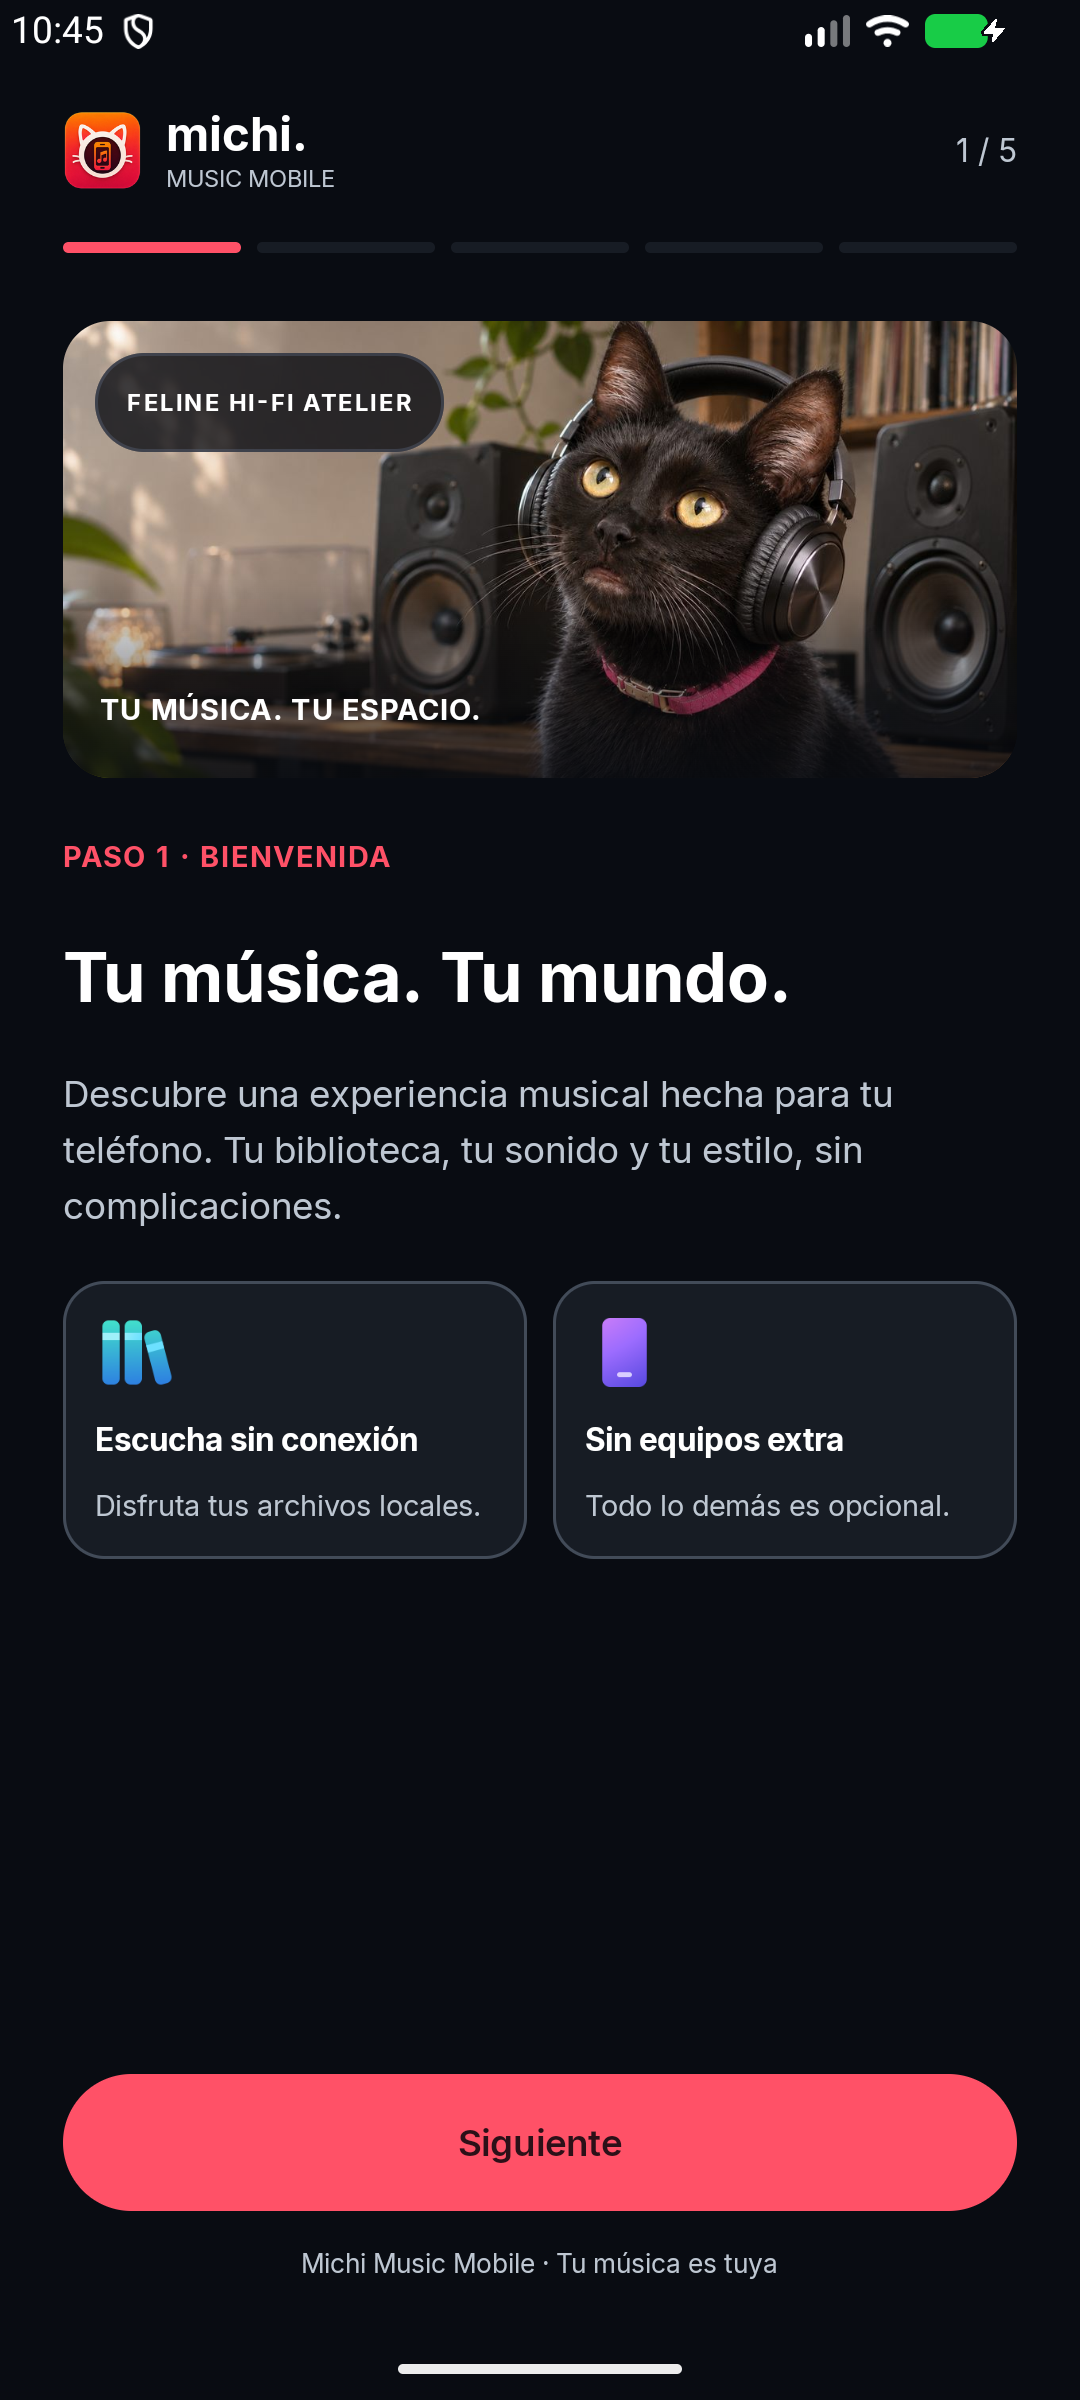 10:45
michi.
MUSIC MOBILE
1 / 5
FELINE HI-FI ATELIER
TU MÚSICA. TU ESPACIO.
PASO 1 · BIENVENIDA
Tu música. Tu mundo.
Descubre una experiencia musical hecha para tu
teléfono. Tu biblioteca, tu sonido y tu estilo, sin
complicaciones.
Escucha sin conexión
Disfruta tus archivos locales.
Sin equipos extra
Todo lo demás es opcional.
Siguiente
Michi Music Mobile · Tu música es tuya